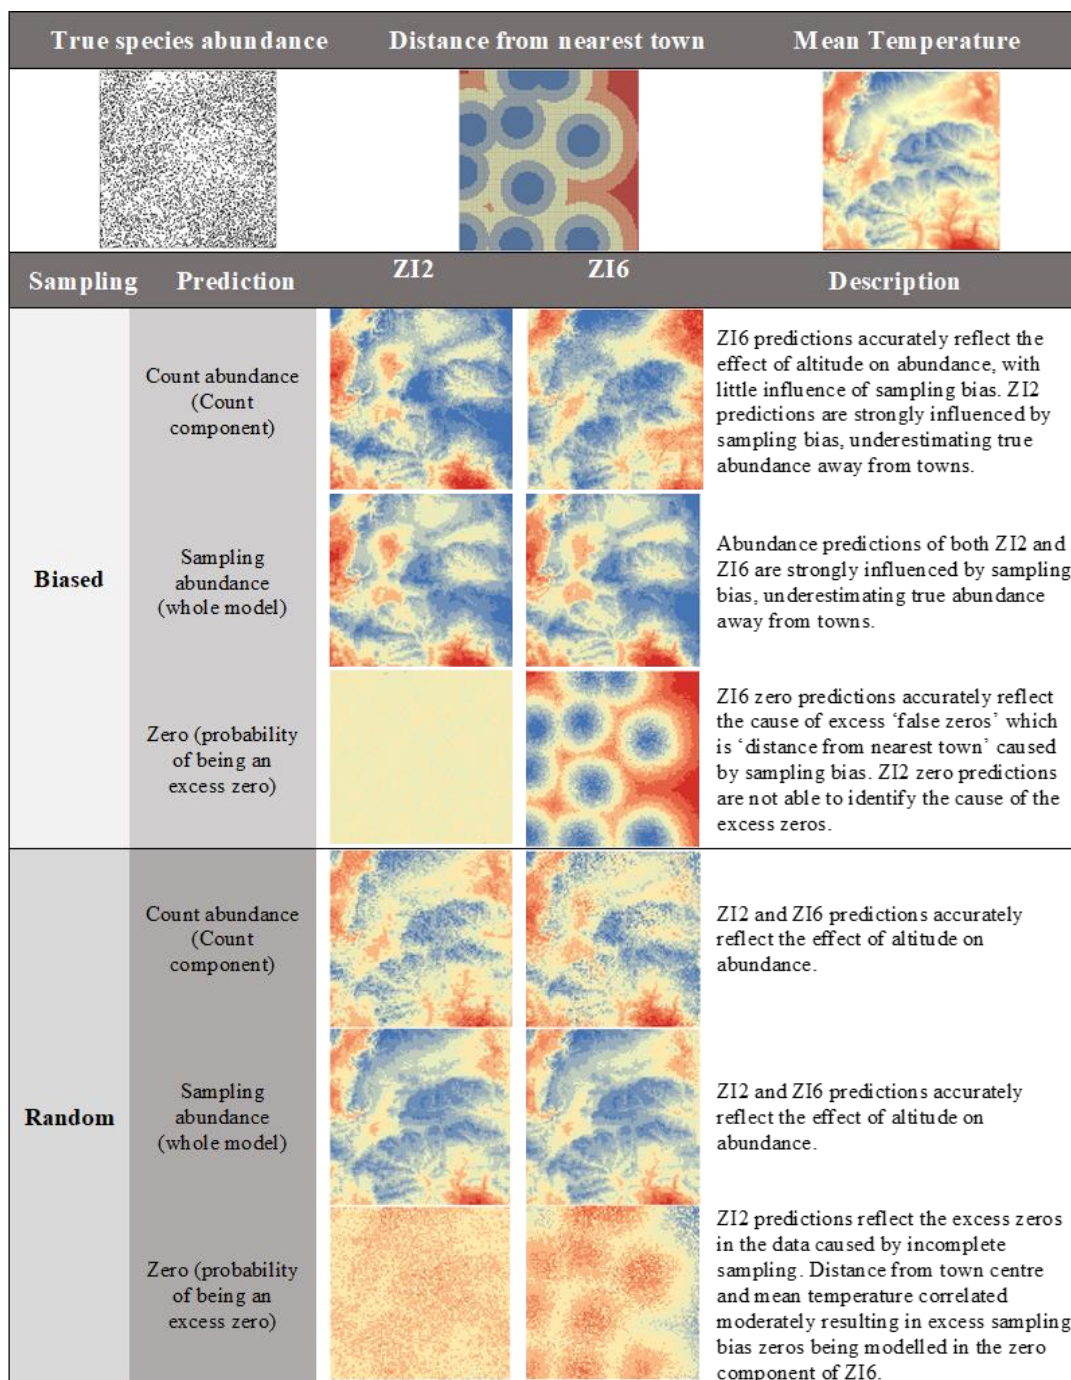 True species abundance
Distance from nearest town
Mean Temperature
Sampling
Prediction
ZI2
ZI6
Description
Biased
Count abundance
(Count
component)
ZI6 predictions accurately reflect the
effect of altitude on abundance, with
little influence of sampling bias. ZI2
predictions are strongly influenced by
sampling bias, underestimating true
abundance away from towns.
Sampling
abundance
(whole model)
Abundance predictions of both ZI2 and
ZI6 are strongly influenced by sampling
bias, underestimating true abundance
away from towns.
Zero (probability
of being an
excess zero)
ZI6 zero predictions accurately reflect
the cause of excess ‘false zeros’ which
is ‘distance from nearest town’ caused
by sampling bias. ZI2 zero predictions
are not able to identify the cause of the
excess zeros.
Random
Count abundance
(Count
component)
ZI2 and ZI6 predictions accurately
reflect the effect of altitude on
abundance.
Sampling
abundance
(whole model)
ZI2 and ZI6 predictions accurately
reflect the effect of altitude on
abundance.
Zero (probability
of being an
excess zero)
ZI2 predictions reflect the excess zeros
in the data caused by incomplete
sampling. Distance from town centre
and mean temperature correlated
moderately resulting in excess sampling
bias zeros being modelled in the zero
component of ZI6.